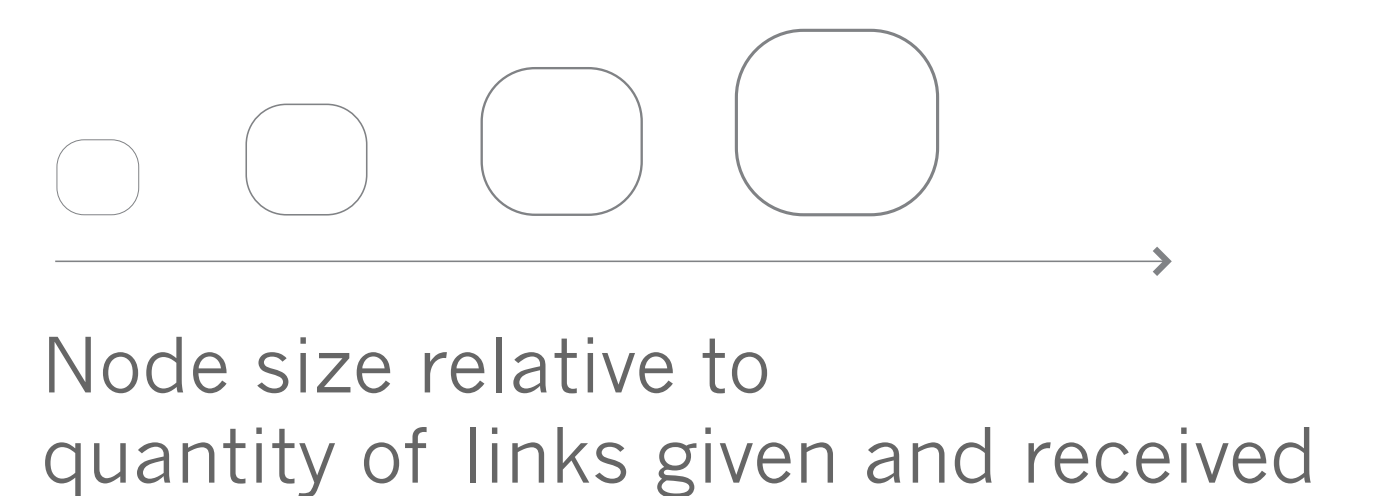 Node size relative to
quantity of links given and received